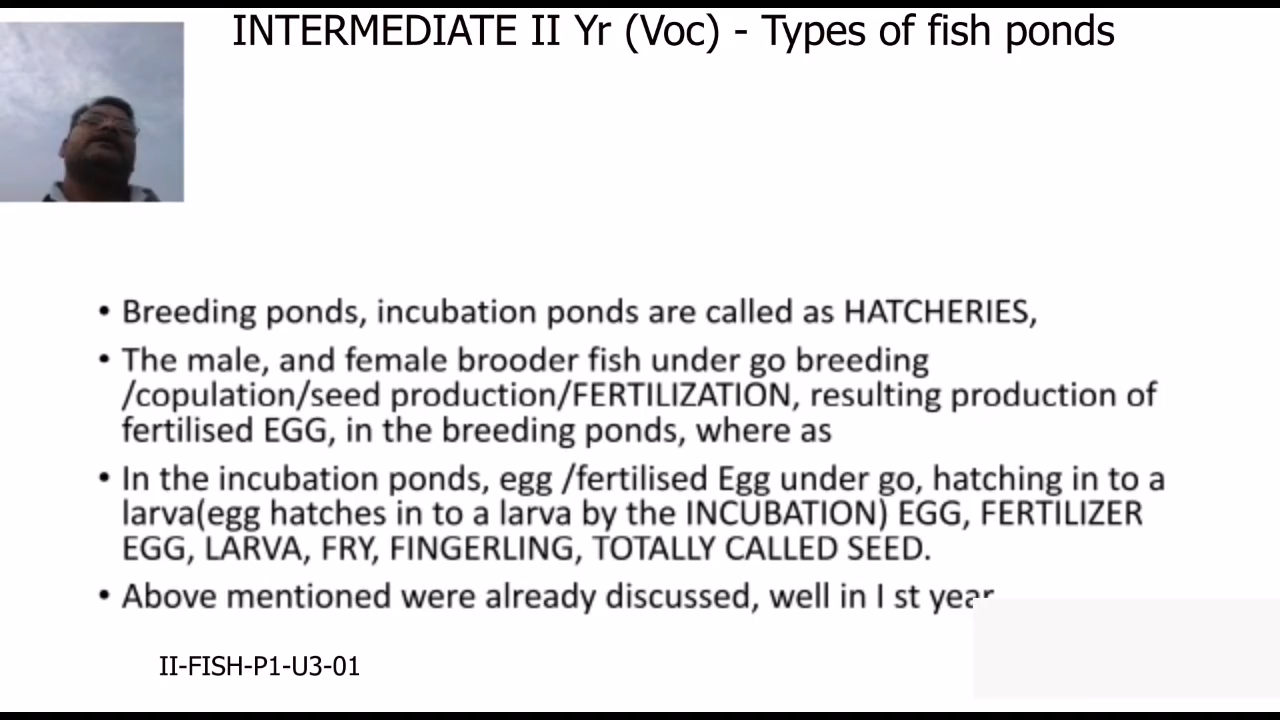 INTERMEDIATE II Yr (Voc) - Types of fish ponds
• Breeding ponds, incubation ponds are called as HATCHERIES,
• The male, and female brooder fish under go breeding
/copulation/seed production/FERTILIZATION, resulting production of
fertilised EGG, in the breeding ponds, where as
• In the incubation ponds, egg /fertilised Egg under go, hatching in to a
larva(egg hatches in to a larva by the INCUBATION) EGG, FERTILIZER
EGG, LARVA, FRY, FINGERLING, TOTALLY CALLED SEED.
• Above mentioned were already discussed, well in I st year
II-FISH-P1-U3-01